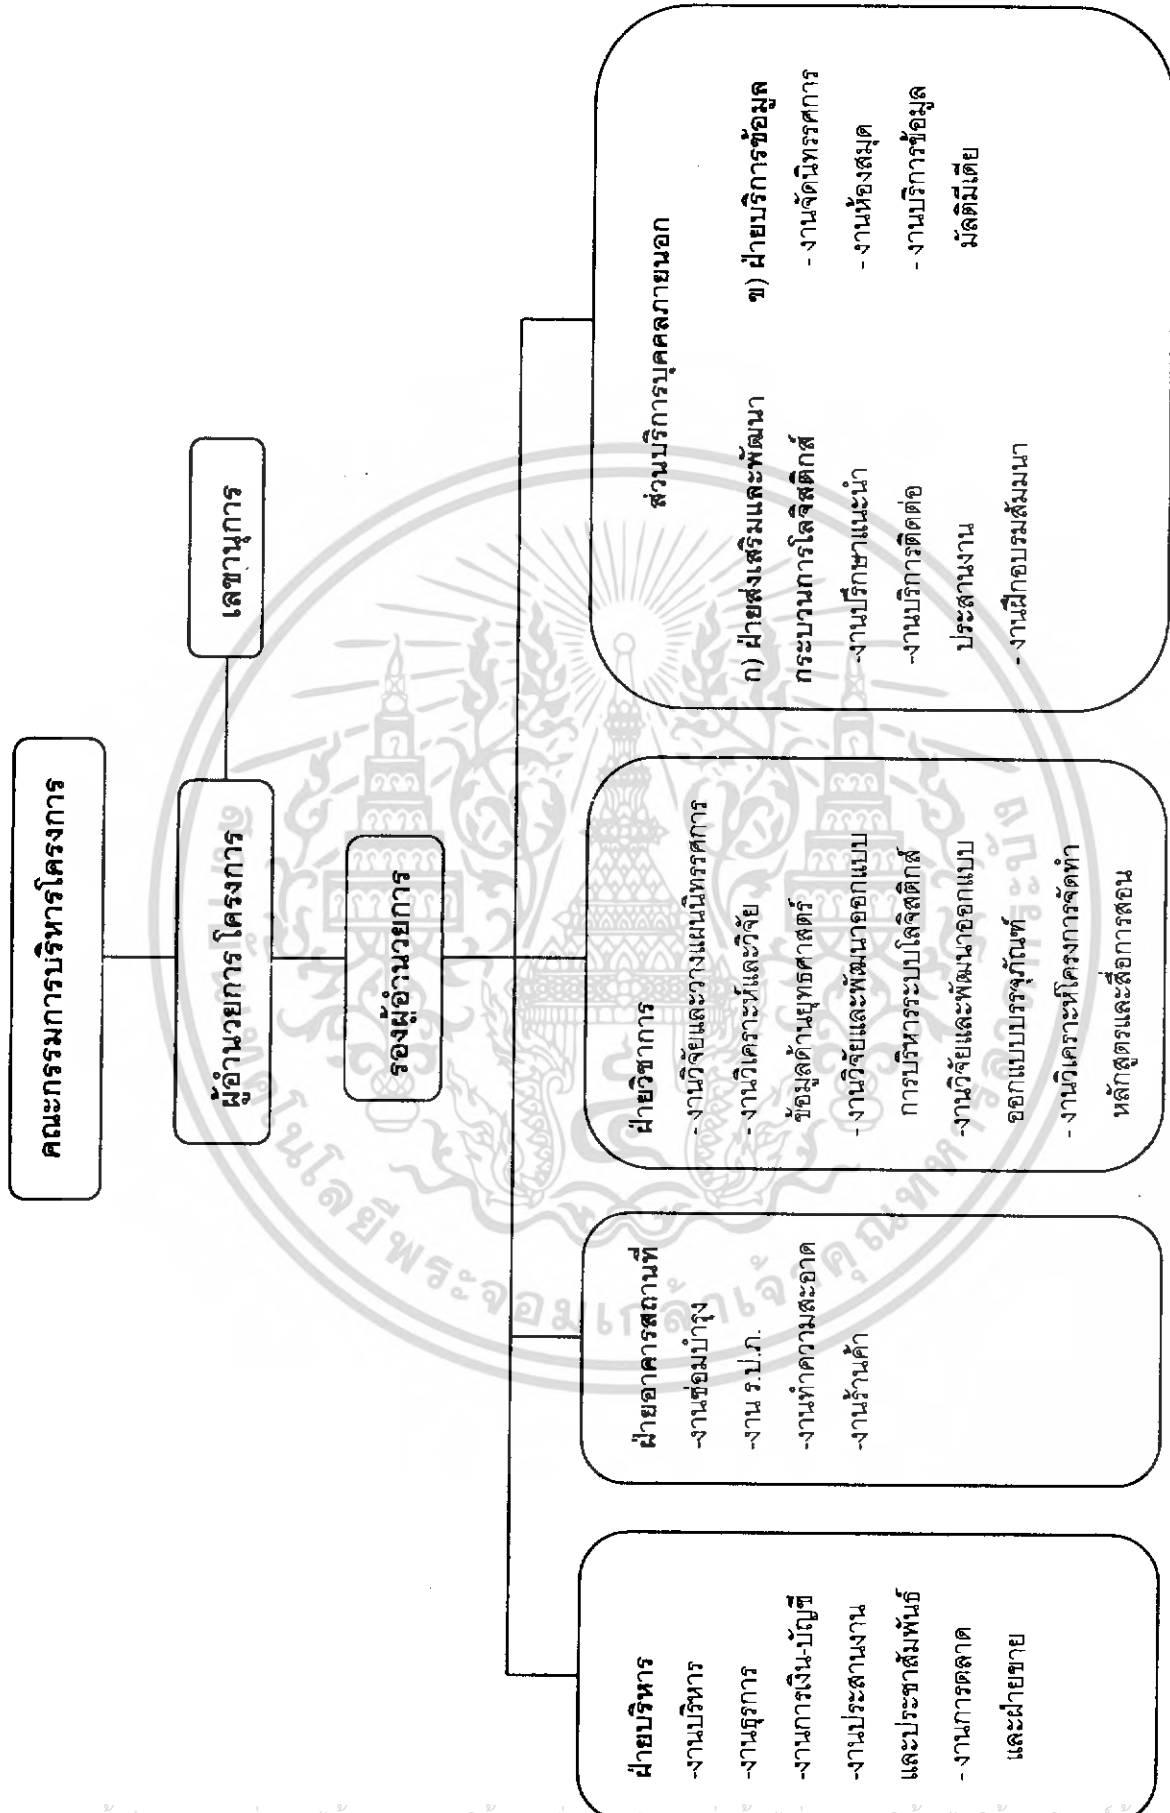 คณะกรรมการบริหารโครงการ
ผู้อำนวยการ โครงการ
เลขานุการ
รองผู้อำนวยการ
ฝ่ายบริหาร
-งานบริหาร
-งานธุรการ
-งานการเงิน-บัญชี
-งานประสานงาน
และประชาสัมพันธ์
- งานการตลาด
และฝ่ายขาย
ฝ่ายอาคารสถานที่
-งานซ่อมบำรุง
-งาน ร.ป.ภ.
-งานทำความสะอาด
-งานร้านค้า
ฝ่ายวิชาการ
- งานวิจัยและวางแผนนิทรรศการ
- งานวิเคราะห์และวิจัย
ข้อมูลด้านยุทธศาสตร์
- งานวิจัยและพัฒนาออกแบบ
การบริหารระบบโลจิสติกส์
-งานวิจัยและพัฒนาออกแบบ
ออกแบบบรรจุภัณฑ์
- งานวิเคราะห์โครงการจัดทำ
หลักสูตรและสื่อการสอน
ส่วนบริการบุคคลภายนอก
ก) ฝ่ายส่งเสริมและพัฒนา
กระบวนการโลจิสติกส์
-งานปรึกษาแนะนำ
-งานบริการติดต่อ
ประสานงาน
- งานฝึกอบรมสัมมนา
ข) ฝ่ายบริการข้อมูล
- งานจัดนิทรรศการ
- งานห้องสมุด
- งานบริการข้อมูล
มัลติมีเดีย